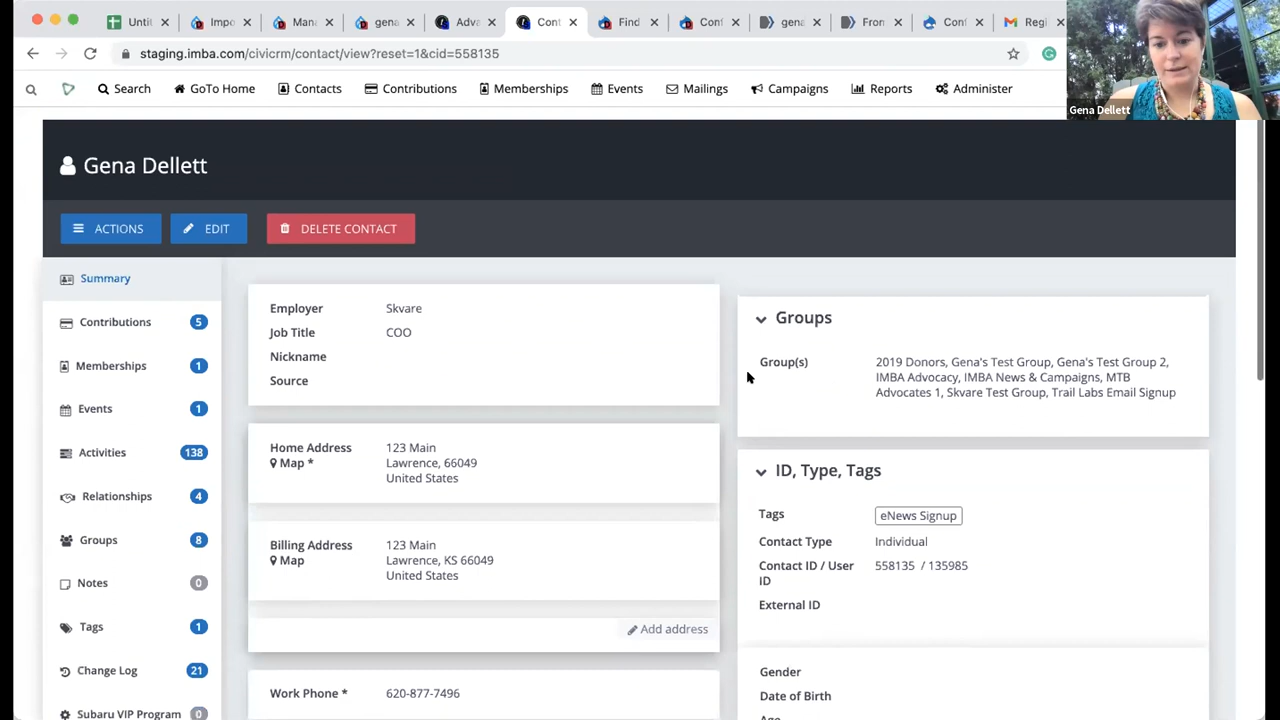 Untit
Impo
Mana
gena
Adva
Cont
Find
Conf
gena
Fron
Conf
Regi
staging.imba.com/civicrm/contact/view?reset=1&cid=558135
Search
GoTo Home
Contacts
Contributions
Memberships
Events
Mailings
Campaigns
Reports
Administer
Gena Dellett
Gena Dellett
ACTIONS
EDIT
DELETE CONTACT
Summary
Contributions 5
Memberships 1
Events 1
Activities 138
Relationships 4
Groups 8
Notes 0
Tags 1
Change Log 21
Subaru VIP Program 0
Employer Skvare
Job Title COO
Nickname
Source
Home Address 123 Main
Map * Lawrence, 66049
United States
Billing Address 123 Main
Map Lawrence, KS 66049
United States
Add address
Work Phone * 620-877-7496
Groups
Group(s) 2019 Donors, Gena's Test Group, Gena's Test Group 2,
IMBA Advocacy, IMBA News & Campaigns, MTB
Advocates 1, Skvare Test Group, Trail Labs Email Signup
ID, Type, Tags
Tags eNews Signup
Contact Type Individual
Contact ID / User 558135 / 135985
ID
External ID
Gender
Date of Birth
Age